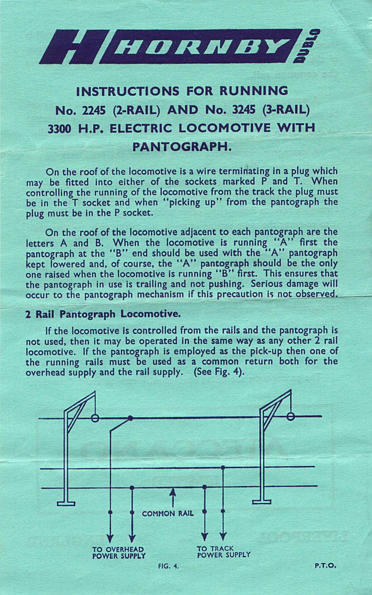 H HORNBY DUBLO
INSTRUCTIONS FOR RUNNING
No. 2245 (2-RAIL) AND No. 3245 (3-RAIL)
3300 H.P. ELECTRIC LOCOMOTIVE WITH
PANTOGRAPH.
On the roof of the locomotive is a wire terminating in a plug which
may be fitted into either of the sockets marked P and T. When
controlling the running of the locomotive from the track the plug must
be in the T socket and when "picking up" from the pantograph the
plug must be in the P socket.
On the roof of the locomotive adjacent to each pantograph are the
letters A and B. When the locomotive is running "A" first the
pantograph at the "B" end should be used with the "A" pantograph
kept lowered and, of course, the "A" pantograph should be the only
one raised when the locomotive is running "B" first. This ensures that
the pantograph in use is trailing and not pushing. Serious damage will
occur to the pantograph mechanism if this precaution is not observed.
2 Rail Pantograph Locomotive.
If the locomotive is controlled from the rails and the pantograph is
not used, then it may be operated in the same way as any other 2 rail
locomotive. If the pantograph is employed as the pick-up then one of
the running rails must be used as a common return both for the
overhead supply and the rail supply. (See Fig. 4).
COMMON RAIL
TO OVERHEAD
POWER SUPPLY
TO TRACK
POWER SUPPLY
FIG. 4.
P.T.O.